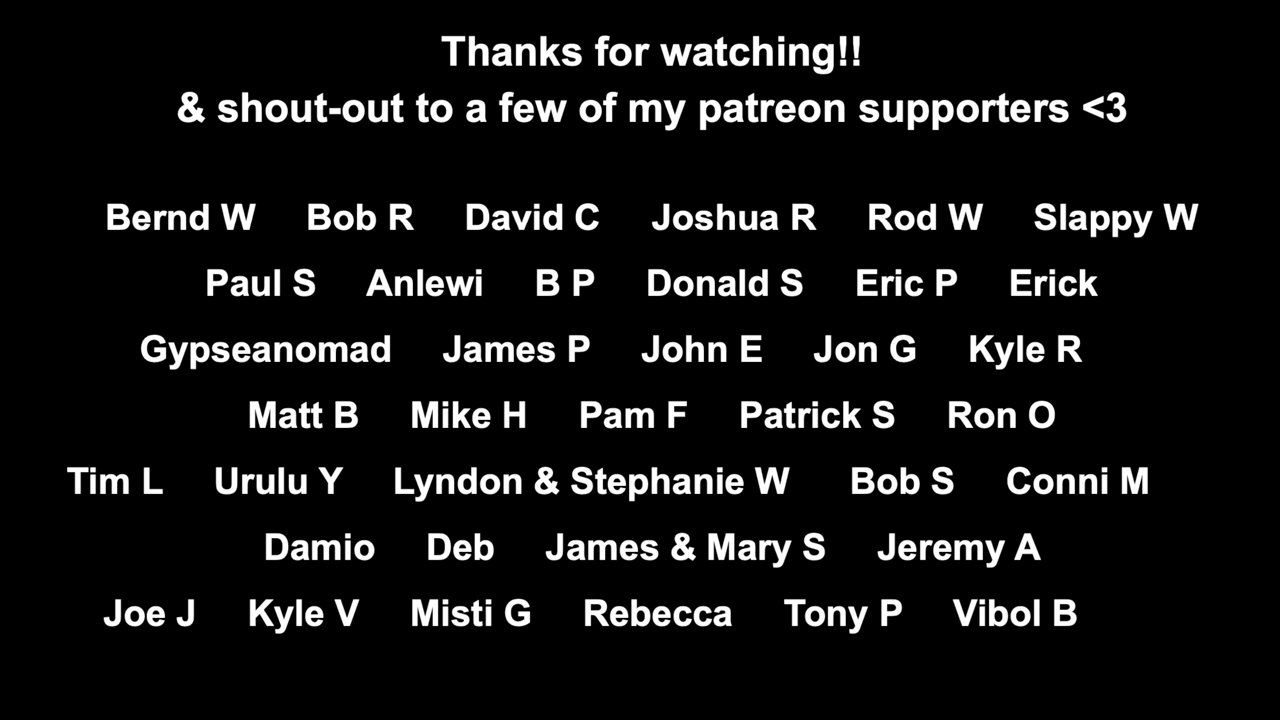 Thanks for watching!!
& shout-out to a few of my patreon supporters <3
Bernd W Bob R David C Joshua R Rod W Slappy W
Paul S Anlewi B P Donald S Eric P Erick
Gypseanomad James P John E Jon G Kyle R
Matt B Mike H Pam F Patrick S Ron O
Tim L Urulu Y Lyndon & Stephanie W Bob S Conni M
Damio Deb James & Mary S Jeremy A
Joe J Kyle V Misti G Rebecca Tony P Vibol B